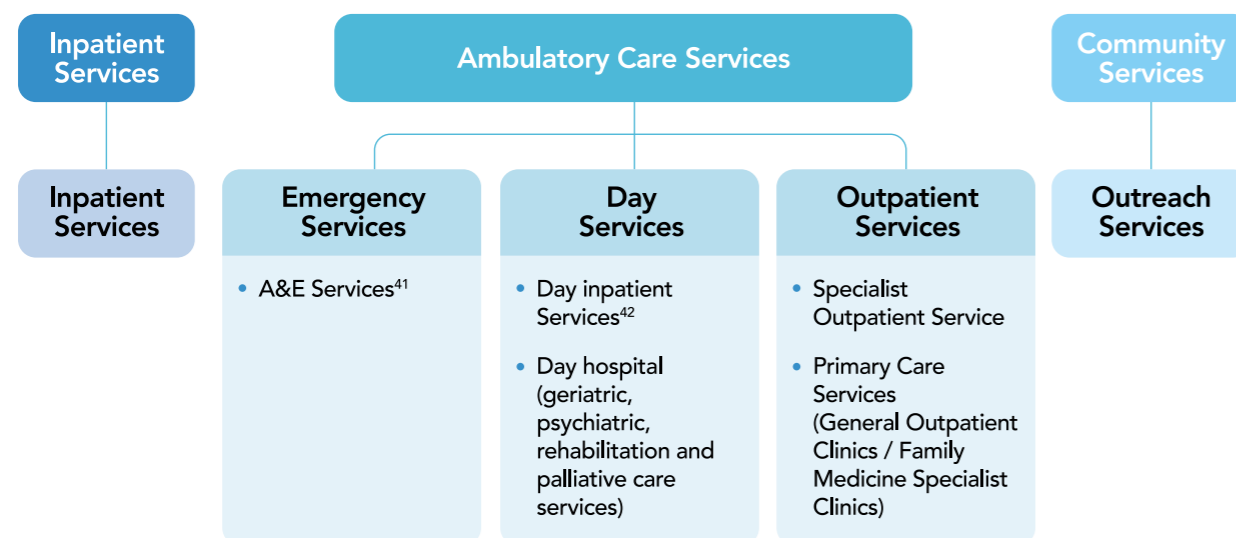 Inpatient
Services
Ambulatory Care Services
Community
Services
Inpatient
Services
Emergency
Services
Day
Services
Outpatient
Services
Outreach
Services
• A&E Services⁴¹
• Day inpatient
Services⁴²
• Day hospital
(geriatric,
psychiatric,
rehabilitation and
palliative care
services)
• Specialist
Outpatient Service
• Primary Care
Services
(General Outpatient
Clinics / Family
Medicine Specialist
Clinics)